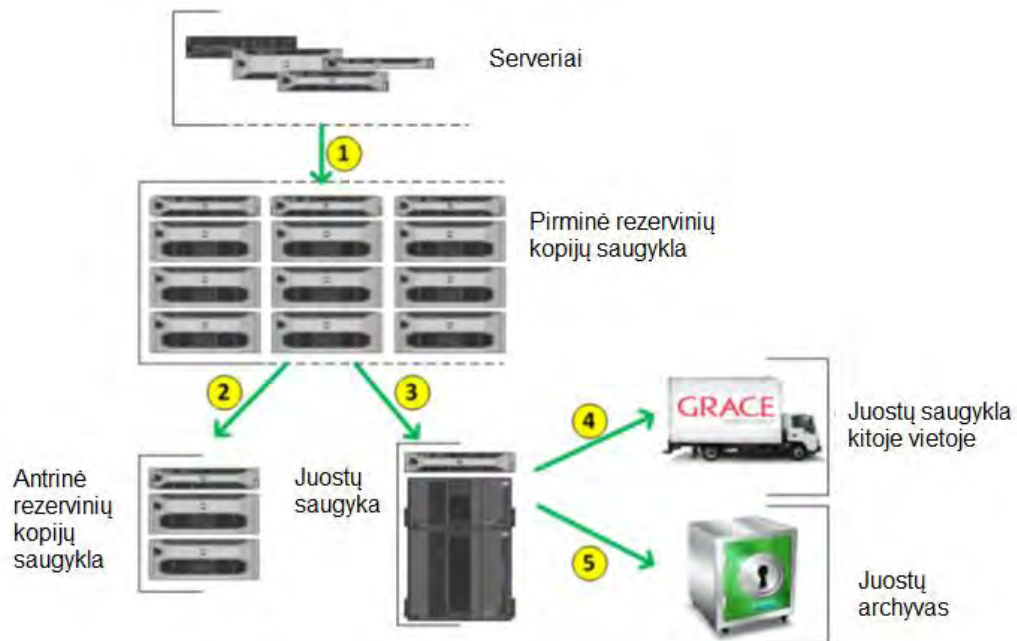 Serveriai
1
Pirminė rezervinių
kopijų saugykla
2
3
Antrinė
rezervinių
kopijų
saugykla
Juostų
saugyka
4
GRACE
Juostų saugykla
kitoje vietoje
5
Juostų
archyvas